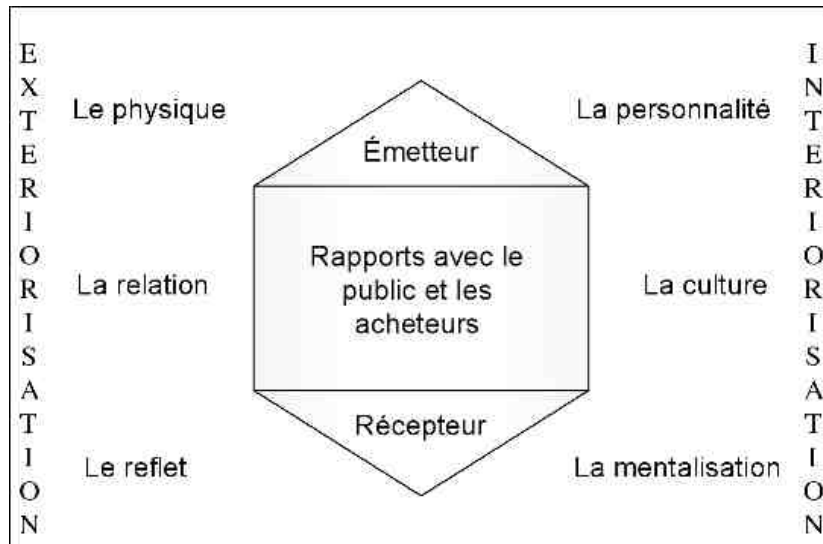 EXTERIORISATION
INTERIORISATION
Le physique
La personnalité
Émetteur
Rapports avec le
public et les
acheteurs
La relation
La culture
Récepteur
Le reflet
La mentalisation